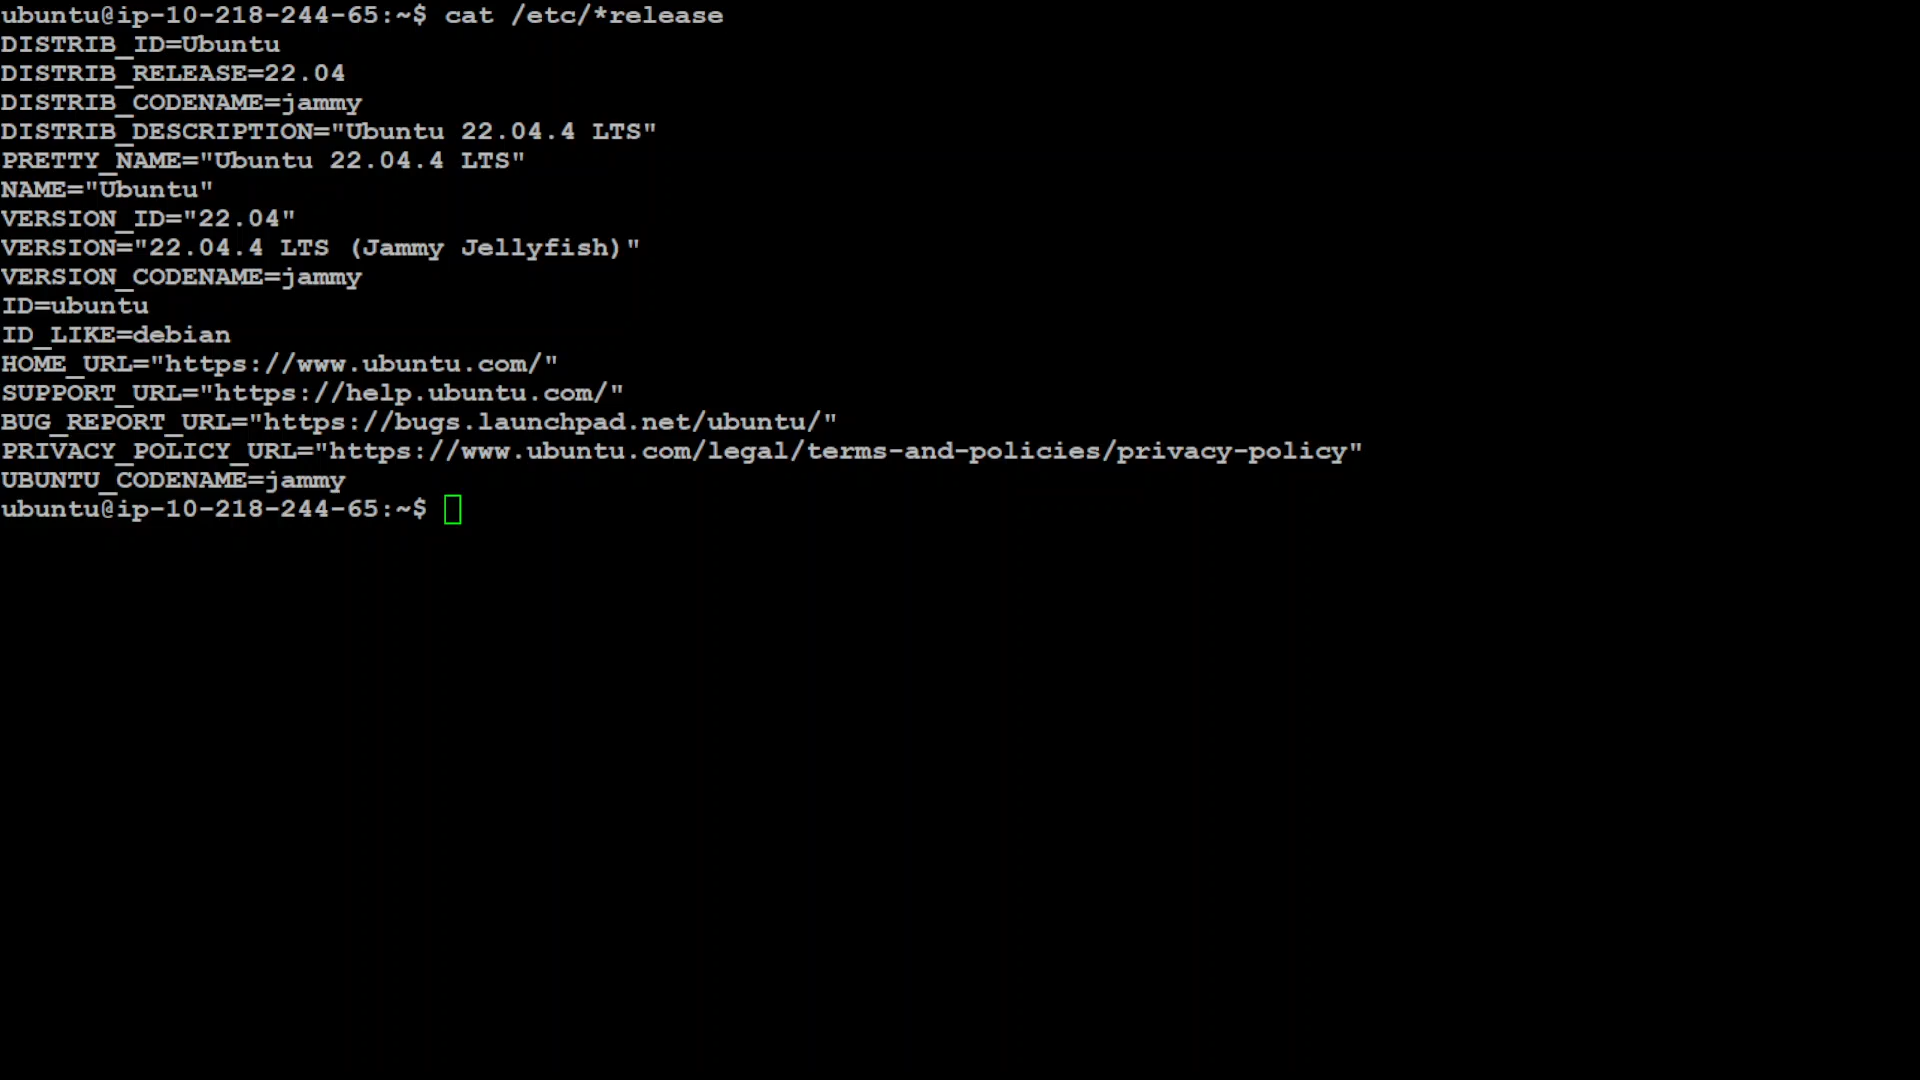 ubuntu@ip-10-218-244-65:~$ cat /etc/*release
DISTRIB_ID=Ubuntu
DISTRIB_RELEASE=22.04
DISTRIB_CODENAME=jammy
DISTRIB_DESCRIPTION="Ubuntu 22.04.4 LTS"
PRETTY_NAME="Ubuntu 22.04.4 LTS"
NAME="Ubuntu"
VERSION_ID="22.04"
VERSION="22.04.4 LTS (Jammy Jellyfish)"
VERSION_CODENAME=jammy
ID=ubuntu
ID_LIKE=debian
HOME_URL="https://www.ubuntu.com/"
SUPPORT_URL="https://help.ubuntu.com/"
BUG_REPORT_URL="https://bugs.launchpad.net/ubuntu/"
PRIVACY_POLICY_URL="https://www.ubuntu.com/legal/terms-and-policies/privacy-policy"
UBUNTU_CODENAME=jammy
ubuntu@ip-10-218-244-65:~$